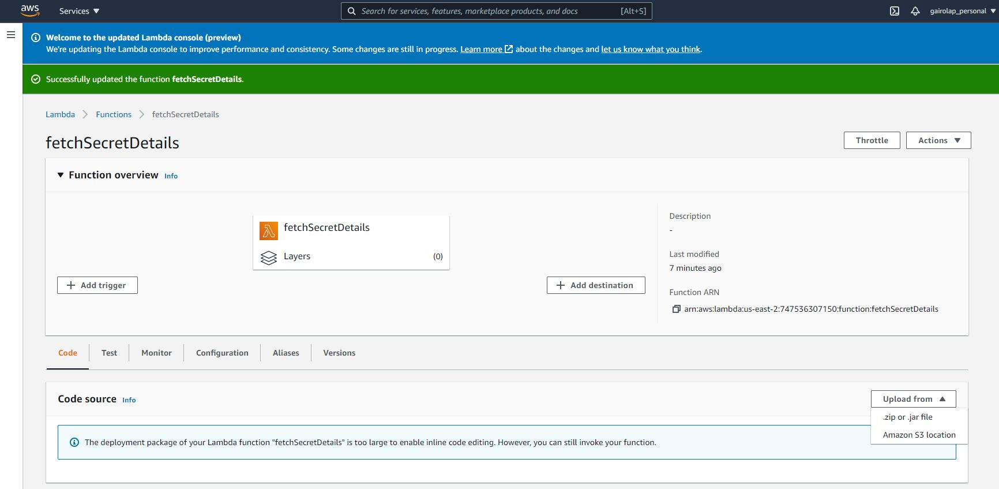 aws
Services
Search for services, features, marketplace products, and docs
[Alt+S]
gairolap_personal
Welcome to the updated Lambda console (preview)
We're updating the Lambda console to improve performance and consistency. Some changes are still in progress. Learn more about the changes and let us know what you think.
Successfully updated the function fetchSecretDetails.
Lambda
Functions
fetchSecretDetails
fetchSecretDetails
Throttle
Actions
Function overview
Info
fetchSecretDetails
Layers
(0)
Add trigger
Add destination
Description
-
Last modified
7 minutes ago
Function ARN
arn:aws:lambda:us-east-2:747536307150:function:fetchSecretDetails
Code
Test
Monitor
Configuration
Aliases
Versions
Code source
Info
Upload from
.zip or .jar file
Amazon S3 location
The deployment package of your Lambda function "fetchSecretDetails" is too large to enable inline code editing. However, you can still invoke your function.